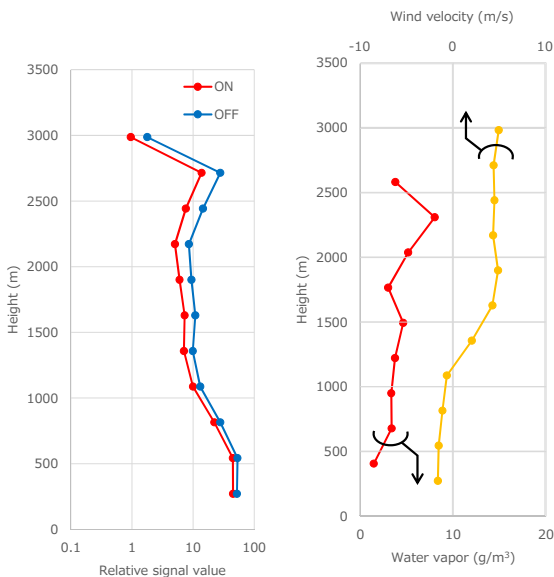 Wind velocity (m/s)
-10 0 10
3500
3000
2500
2000
1500
1000
500
0
Height (m)
ON
OFF
0.1 1 10 100
Relative signal value
3500
3000
2500
2000
1500
1000
500
0
Height (m)
0 10 20
Water vapor (g/m³)